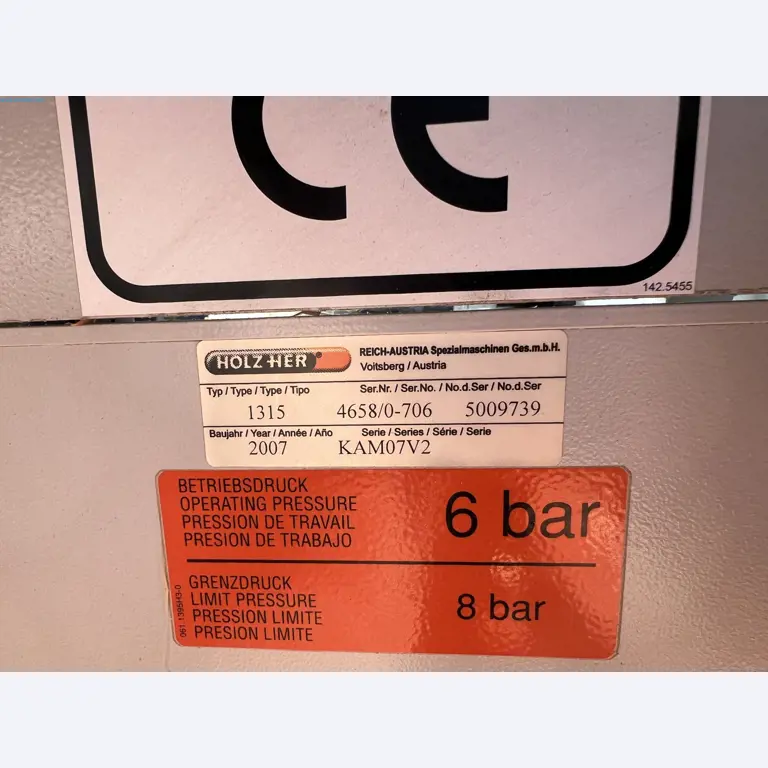 CE
142.5455
HOLZ-HER
REICH-AUSTRIA Spezialmaschinen Ges.m.b.H.
Voitsberg / Austria
Typ / Type / Type / Tipo
Ser.Nr. / Ser.No. / No.d.Ser / No.d.Ser
1315
4658/0-706
5009739
Baujahr / Year / Année / Año
Serie / Series / Série / Serie
2007
KAM07V2
BETRIEBSDRUCK
OPERATING PRESSURE
PRESSION DE TRAVAIL
PRESION DE TRABAJO
6 bar
GRENZDRUCK
LIMIT PRESSURE
PRESSION LIMITE
PRESION LIMITE
8 bar